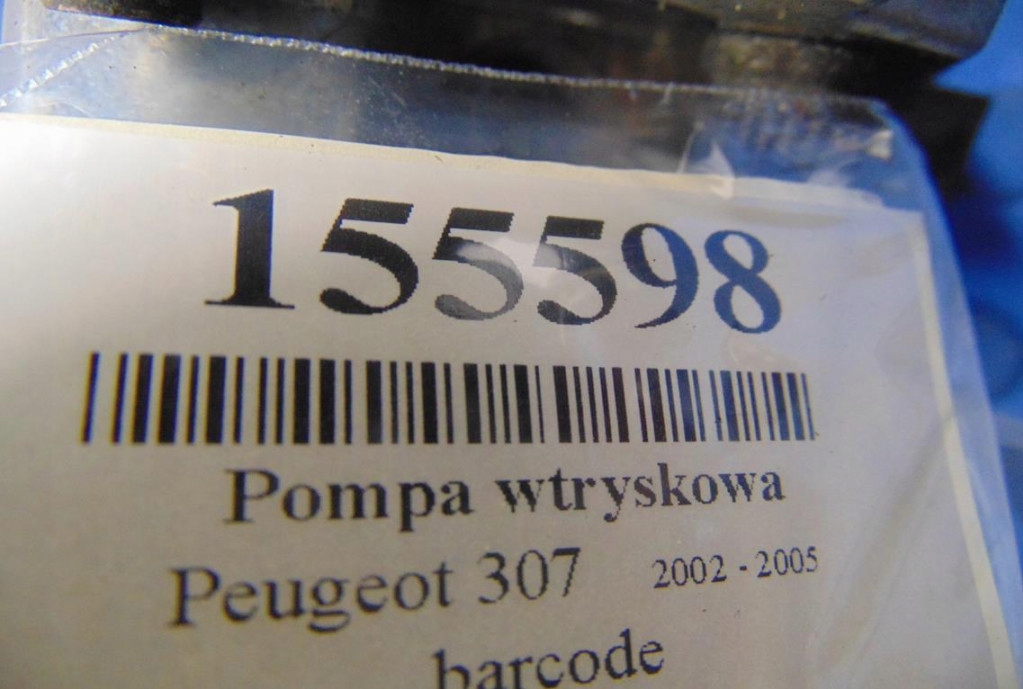 155598
Pompa wtryskowa
Peugeot 307 2002 - 2005
barcode